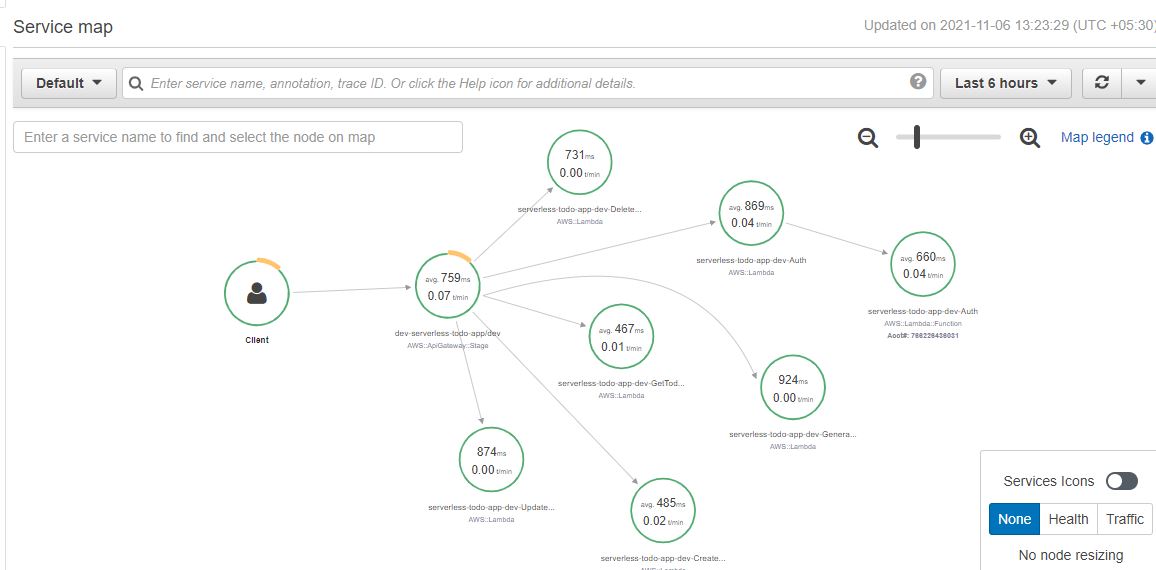 Service map
Updated on 2021-11-06 13:23:29 (UTC +05:30)
Default
Enter service name, annotation, trace ID. Or click the Help icon for additional details.
?
Last 6 hours
Enter a service name to find and select the node on map
Map legend i
731ms
0.00 t/min
serverless-todo-app-dev-Delete...
AWS::Lambda
avg. 869ms
0.04 t/min
serverless-todo-app-dev-Auth
AWS::Lambda
avg. 660ms
0.04 t/min
serverless-todo-app-dev-Auth
AWS::Lambda::Function
Client
avg. 759ms
0.07 t/min
dev-serverless-todo-app/dev
AWS::ApiGateway::Stage
avg. 467ms
0.01 t/min
serverless-todo-app-dev-GetTod...
AWS::Lambda
924ms
0.00 t/min
serverless-todo-app-dev-Genera...
AWS::Lambda
874ms
0.00 t/min
serverless-todo-app-dev-Update...
AWS::Lambda
avg. 485ms
0.02 t/min
serverless-todo-app-dev-Create...
Services Icons
None Health Traffic
No node resizing